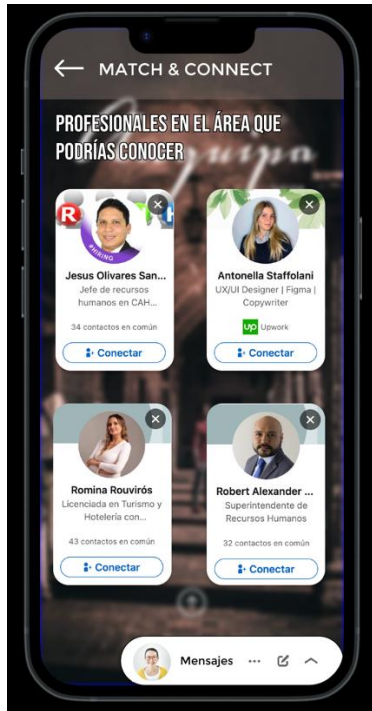 MATCH & CONNECT
PROFESIONALES EN EL ÁREA QUE
PODRÍAS CONOCER
R
#HIRING
Jesus Olivares San...
Jefe de recursos
humanos en CAH...
34 contactos en común
Conectar
Antonella Staffolani
UX/UI Designer | Figma |
Copywriter
up Upwork
Conectar
Romina Rouvirós
Licenciada en Turismo y
Hotelería con...
43 contactos en común
Conectar
Robert Alexander ...
Superintendente de
Recursos Humanos
32 contactos en común
Conectar
Mensajes ...